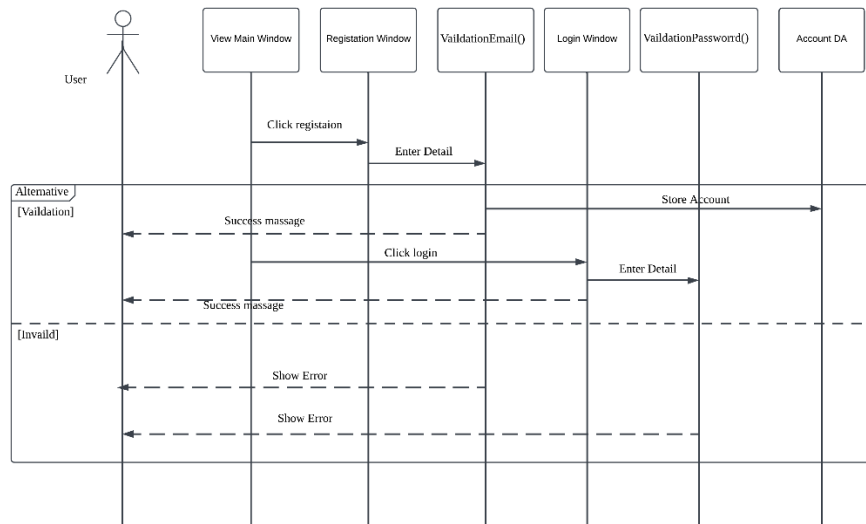 View Main Window
Registation Window
VaildationEmail()
Login Window
VaildationPassworrd()
Account DA
User
Click registaion
Enter Detail
Alternative
[Vaildation]
Store Account
Success massage
Click login
Enter Detail
Success massage
[Invaild]
Show Error
Show Error